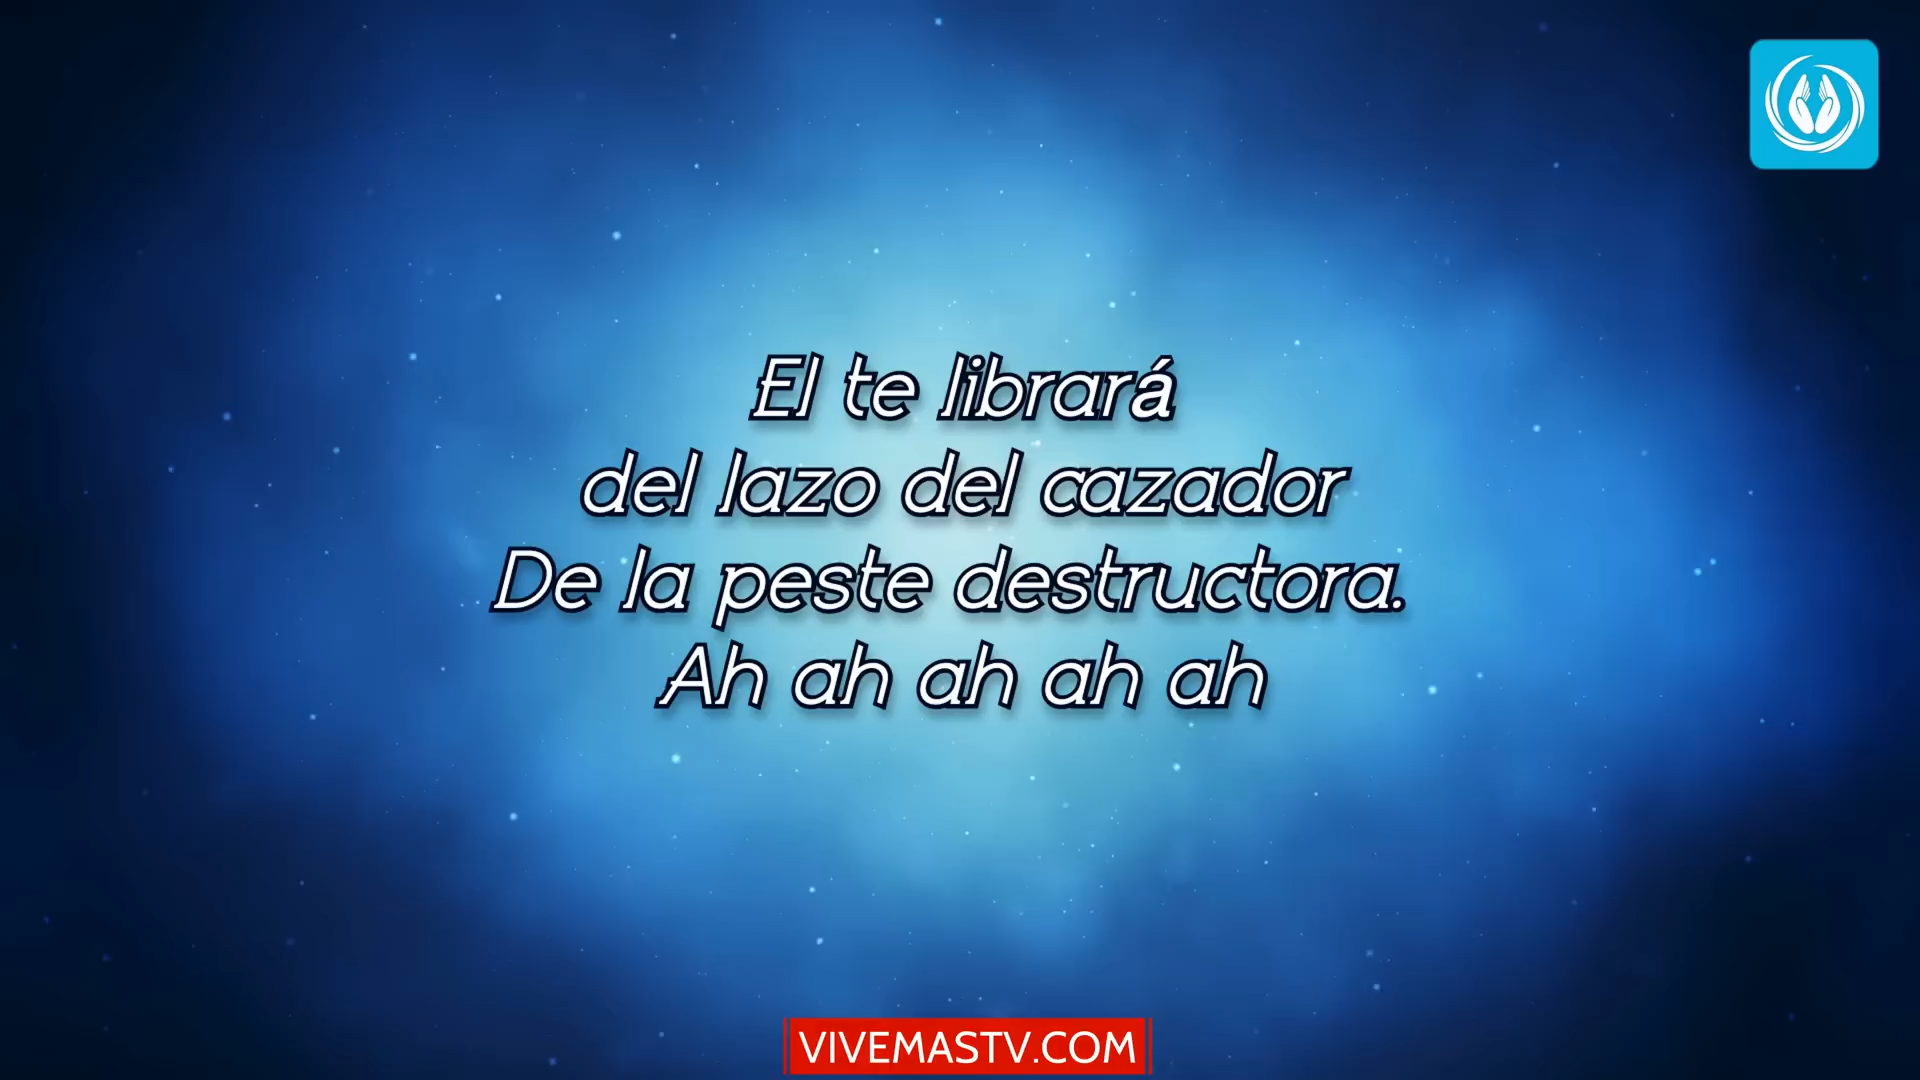 El te librará
del lazo del cazador
De la peste destructora.
Ah ah ah ah ah
VIVEMASTV.COM